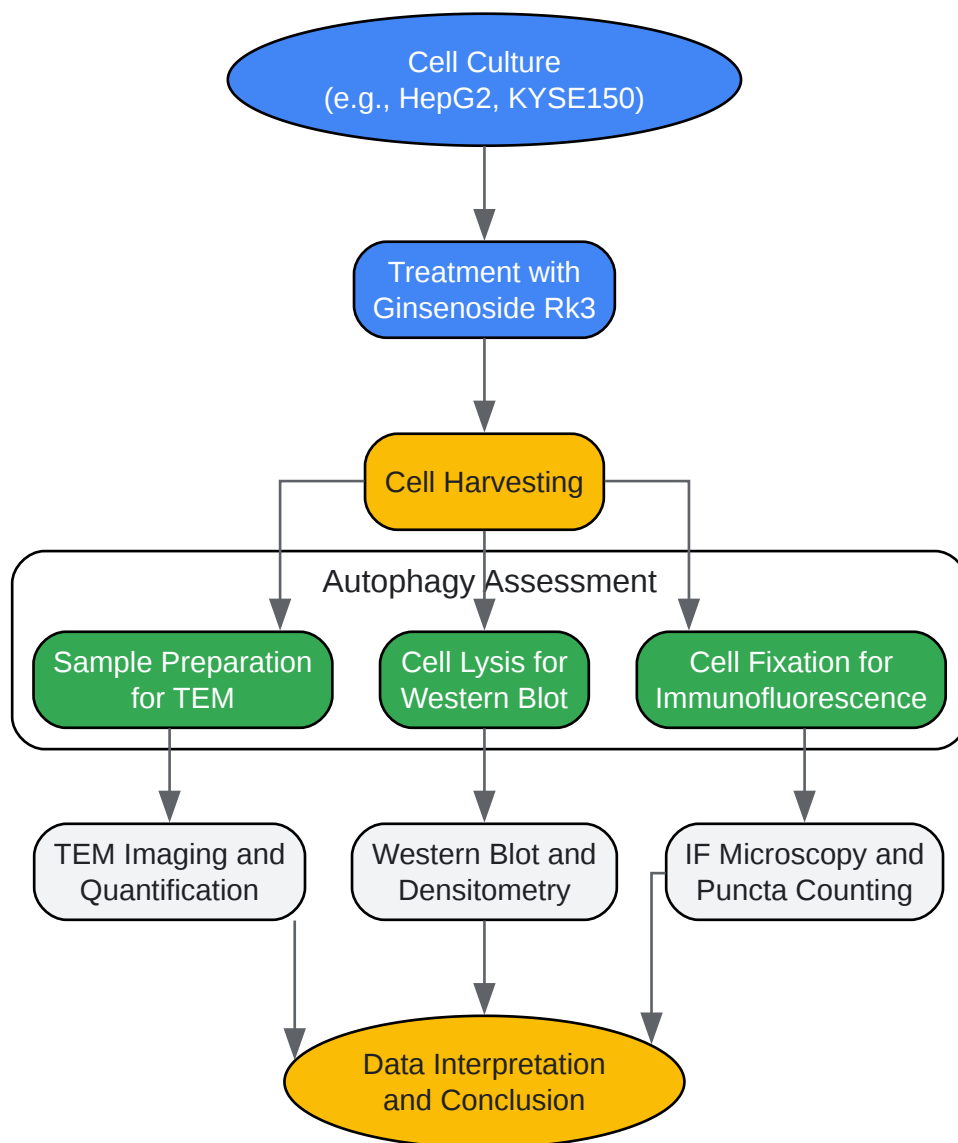 Cell Culture
(e.g., HepG2, KYSE150)
Treatment with
Ginsenoside Rk3
Cell Harvesting
Autophagy Assessment
Sample Preparation
for TEM
Cell Lysis for
Western Blot
Cell Fixation for
Immunofluorescence
TEM Imaging and
Quantification
Western Blot and
Densitometry
IF Microscopy and
Puncta Counting
Data Interpretation
and Conclusion